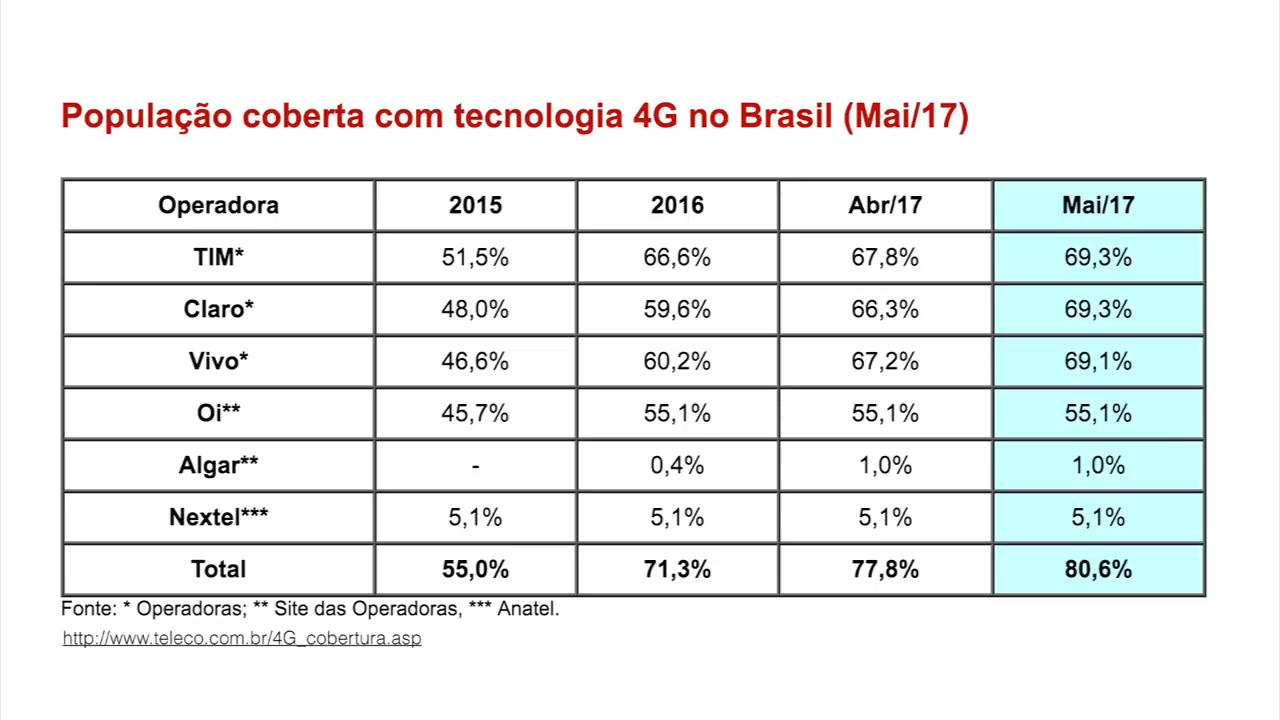 População coberta com tecnologia 4G no Brasil (Mai/17)
Operadora 2015 2016 Abr/17 Mai/17
TIM* 51,5% 66,6% 67,8% 69,3%
Claro* 48,0% 59,6% 66,3% 69,3%
Vivo* 46,6% 60,2% 67,2% 69,1%
Oi** 45,7% 55,1% 55,1% 55,1%
Algar** - 0,4% 1,0% 1,0%
Nextel*** 5,1% 5,1% 5,1% 5,1%
Total 55,0% 71,3% 77,8% 80,6%
Fonte: * Operadoras; ** Site das Operadoras, *** Anatel.
http://www.teleco.com.br/4G_cobertura.asp